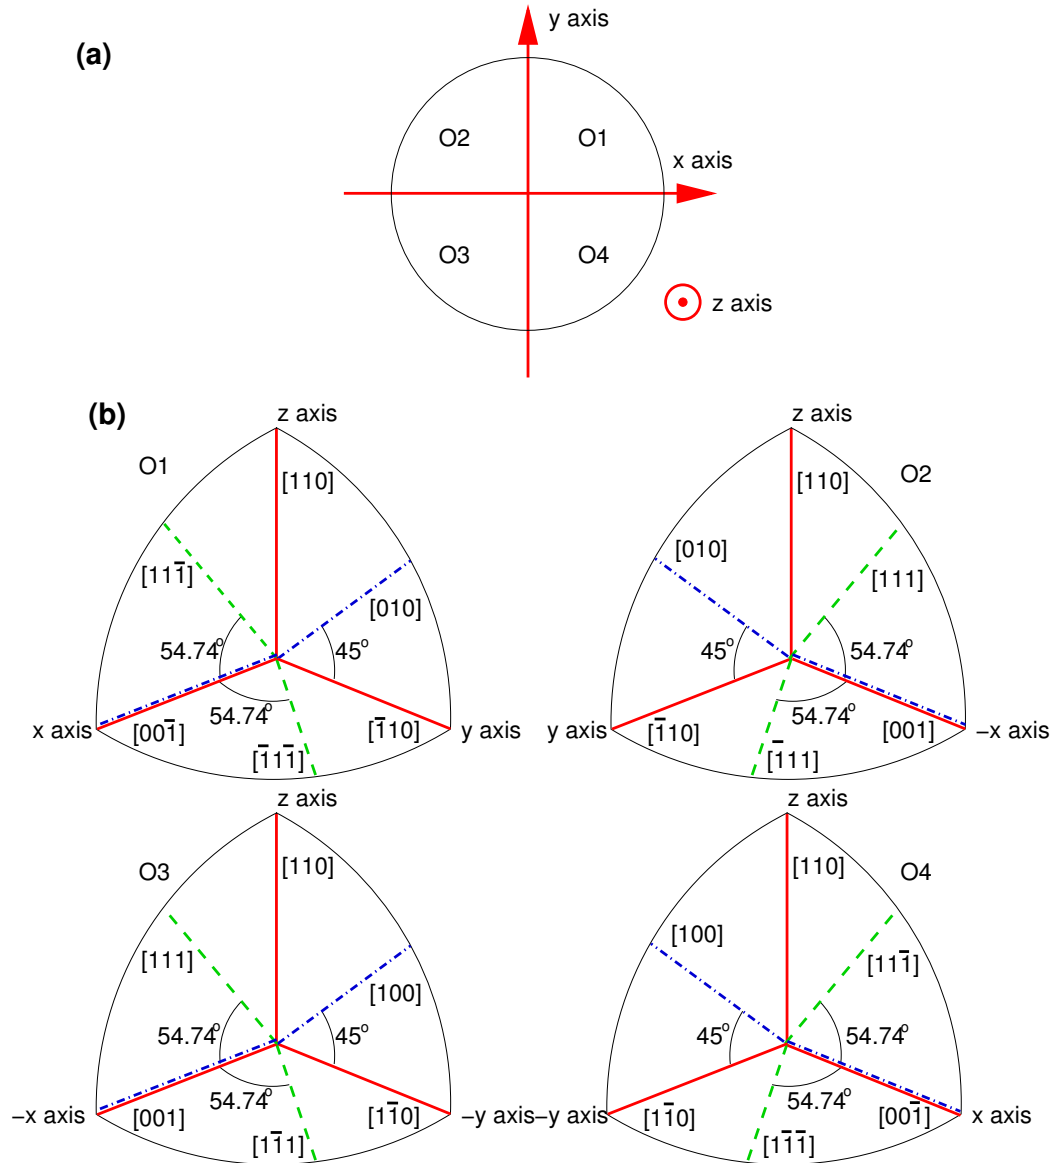 (a)
y axis
O2
O1
x axis
O3
O4
z axis
(b)
z axis
O1
[110]
[111̅]
[010]
54.74°
45°
54.74°
x axis
[001̅]
[1̅10]
y axis
[1̅11̅]
z axis
O2
[110]
[010]
[111]
45°
54.74°
54.74°
y axis
[1̅10]
[001]
−x axis
[1̅11]
z axis
O3
[110]
[111]
[100]
54.74°
45°
54.74°
−x axis
[001]
[11̅0]
−y axis
[11̅1]
z axis
O4
[110]
[100]
[111̅]
45°
54.74°
54.74°
−y axis
[11̅0]
[001̅]
x axis
[11̅1̅]